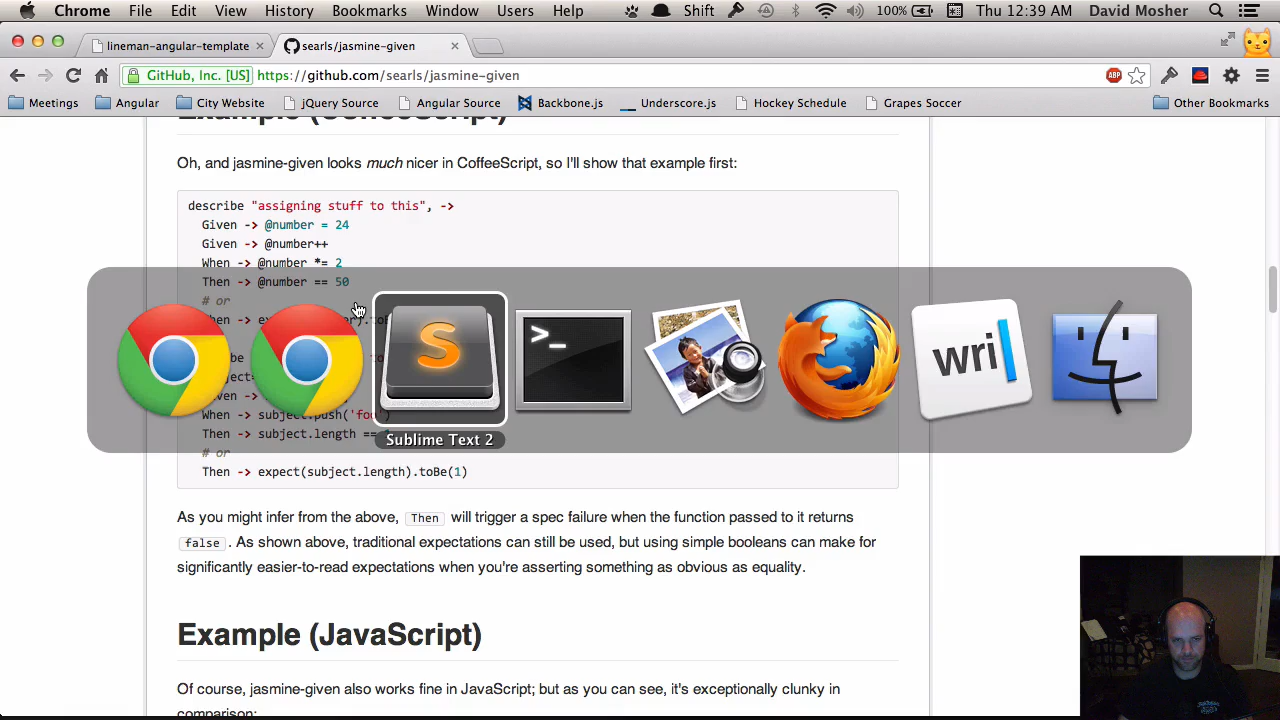 Chrome File Edit View History Bookmarks Window Users Help Shift 100% Thu 12:39 AM David Mosher
lineman-angular-template searls/jasmine-given
GitHub, Inc. [US] https://github.com/searls/jasmine-given ABP
Meetings Angular City Website jQuery Source Angular Source Backbone.js Underscore.js Hockey Schedule Grapes Soccer Other Bookmarks
Example (CoffeeScript)
Oh, and jasmine-given looks much nicer in CoffeeScript, so I'll show that example first:
describe "assigning stuff to this", ->
Given -> @number = 24
Given -> @number++
When -> @number *= 2
Then -> @number == 50
# or
When -> subject.push('foo')
Then -> subject.length ==
# or
Then -> expect(subject.length).toBe(1)
>_
wri
Sublime Text 2
As you might infer from the above, Then will trigger a spec failure when the function passed to it returns
false . As shown above, traditional expectations can still be used, but using simple booleans can make for
significantly easier-to-read expectations when you're asserting something as obvious as equality.
Example (JavaScript)
Of course, jasmine-given also works fine in JavaScript; but as you can see, it's exceptionally clunky in
comparison: